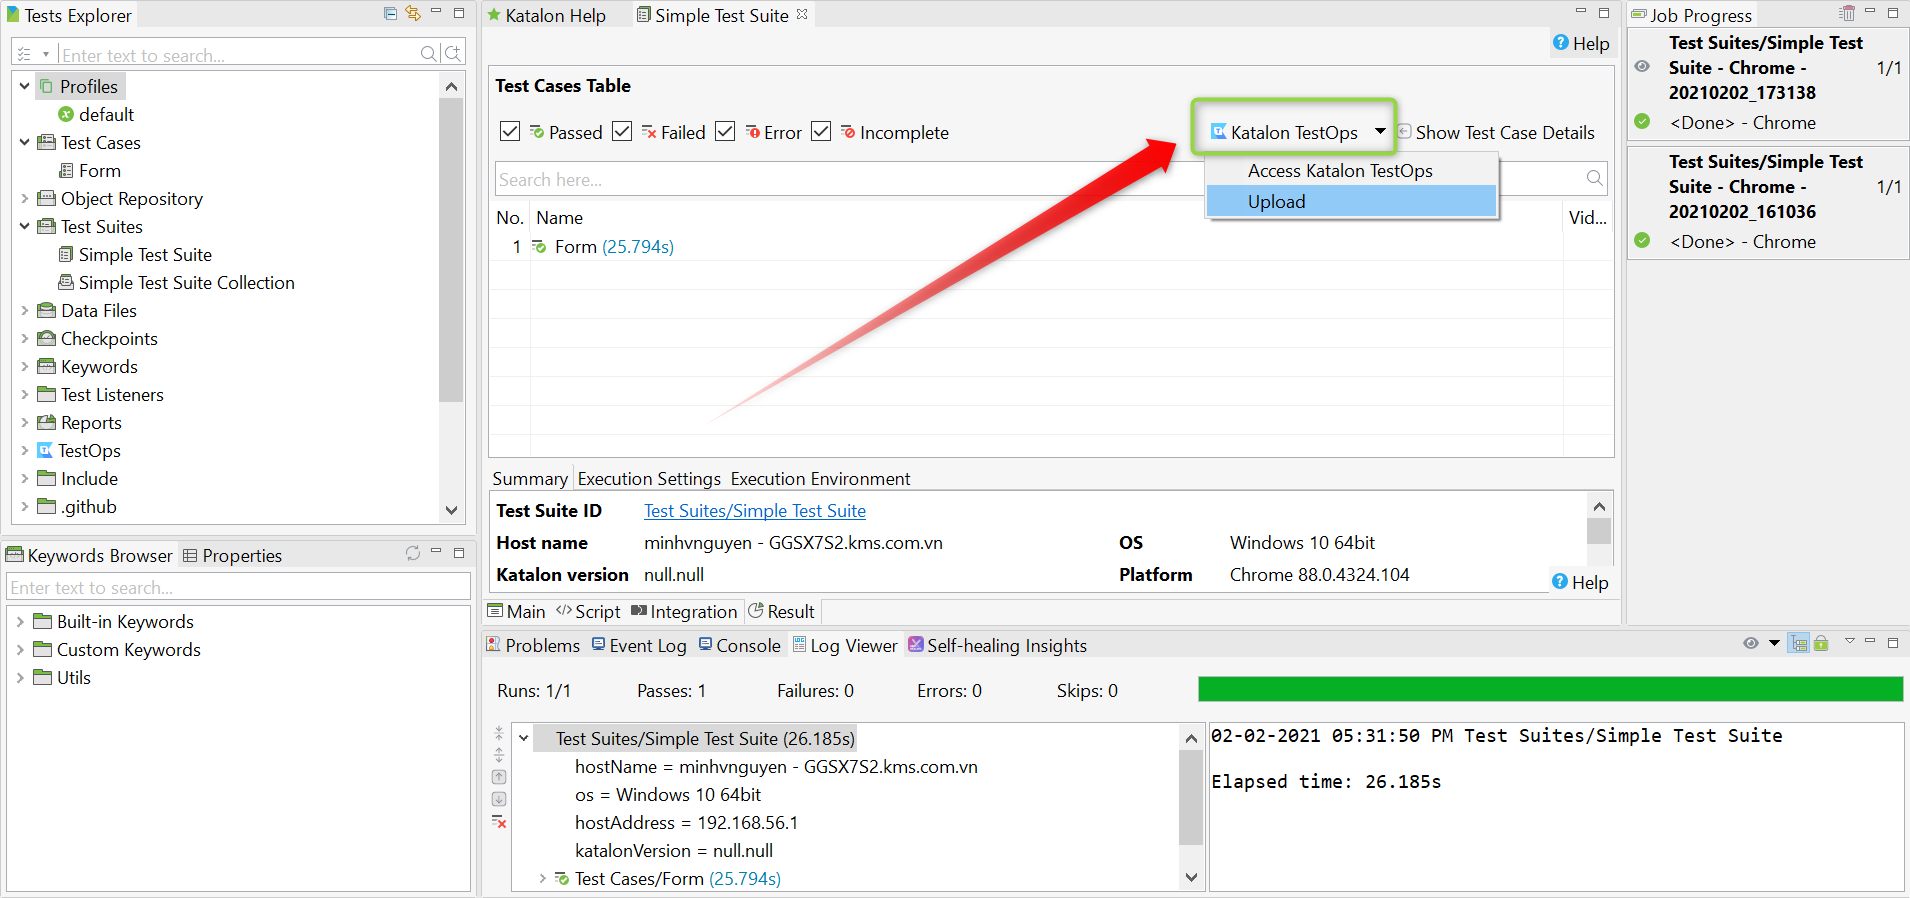 Tests Explorer
Enter text to search...
Profiles
default
Test Cases
Form
Object Repository
Test Suites
Simple Test Suite
Simple Test Suite Collection
Data Files
Checkpoints
Keywords
Test Listeners
Reports
TestOps
Include
.github
Keywords Browser
Properties
Enter text to search...
Built-in Keywords
Custom Keywords
Utils
Katalon Help
Simple Test Suite
Help
Test Cases Table
Passed
Failed
Error
Incomplete
Katalon TestOps
Show Test Case Details
Access Katalon TestOps
Upload
Search here...
No. Name Vid...
1 Form (25.794s)
Summary
Execution Settings
Execution Environment
Test Suite ID Test Suites/Simple Test Suite
Host name minhvnguyen - GGSX7S2.kms.com.vn OS Windows 10 64bit
Katalon version null.null Platform Chrome 88.0.4324.104
Help
Main
Script
Integration
Result
Problems
Event Log
Console
Log Viewer
Self-healing Insights
Runs: 1/1 Passes: 1 Failures: 0 Errors: 0 Skips: 0
Test Suites/Simple Test Suite (26.185s)
hostName = minhvnguyen - GGSX7S2.kms.com.vn
os = Windows 10 64bit
hostAddress = 192.168.56.1
katalonVersion = null.null
Test Cases/Form (25.794s)
02-02-2021 05:31:50 PM Test Suites/Simple Test Suite
Elapsed time: 26.185s
Job Progress
Test Suites/Simple Test
Suite - Chrome - 1/1
20210202_173138
<Done> - Chrome
Test Suites/Simple Test
Suite - Chrome - 1/1
20210202_161036
<Done> - Chrome